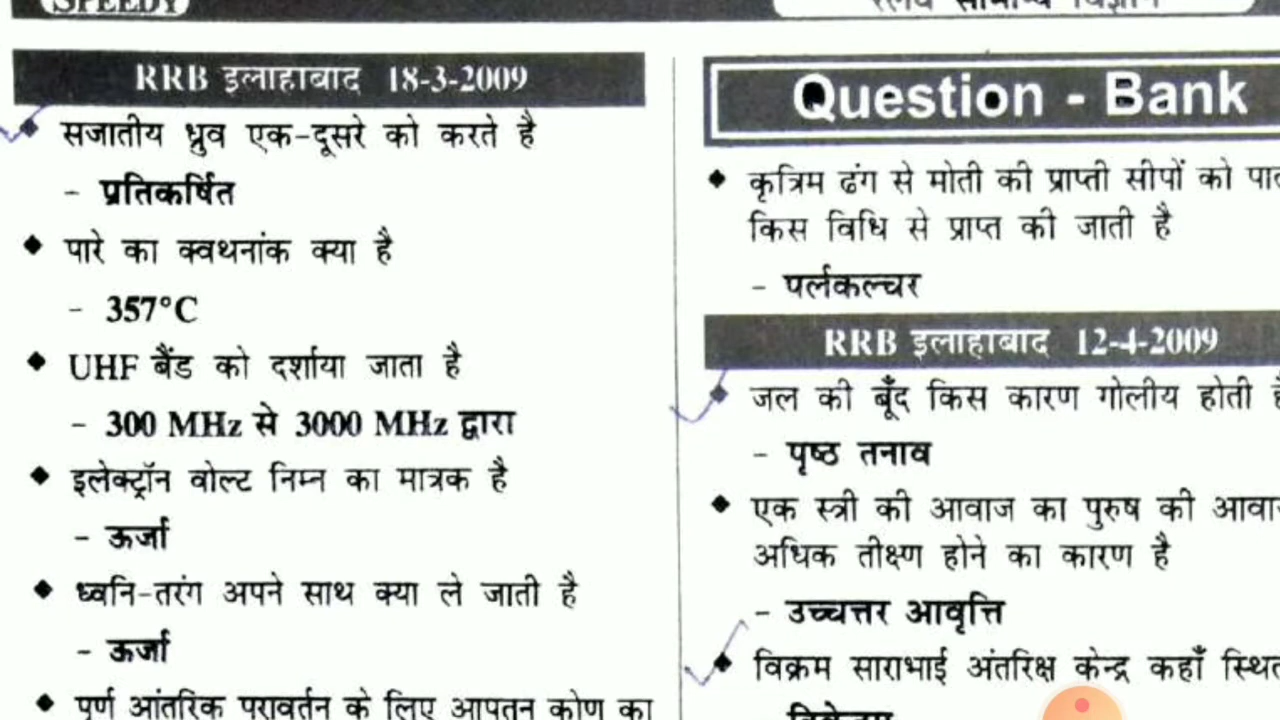 SPEEDY
रेलवे सामान्य विज्ञान
RRB इलाहाबाद 18-3-2009
सजातीय ध्रुव एक-दूसरे को करते है
- प्रतिकर्षित
पारे का क्वथनांक क्या है
- 357°C
UHF बैंड को दर्शाया जाता है
- 300 MHz से 3000 MHz द्वारा
इलेक्ट्रॉन वोल्ट निम्न का मात्रक है
- ऊर्जा
ध्वनि-तरंग अपने साथ क्या ले जाती है
- ऊर्जा
पूर्ण आंतरिक परावर्तन के लिए आपतन कोण का
Question - Bank
कृत्रिम ढंग से मोती की प्राप्ती सीपों को
किस विधि से प्राप्त की जाती है
- पर्लकल्चर
RRB इलाहाबाद 12-4-2009
जल की बूँद किस कारण गोलीय होती
- पृष्ठ तनाव
एक स्त्री की आवाज का पुरुष की
अधिक तीक्ष्ण होने का कारण है
- उच्चत्तर आवृत्ति
विक्रम साराभाई अंतरिक्ष केन्द्र कहाँ